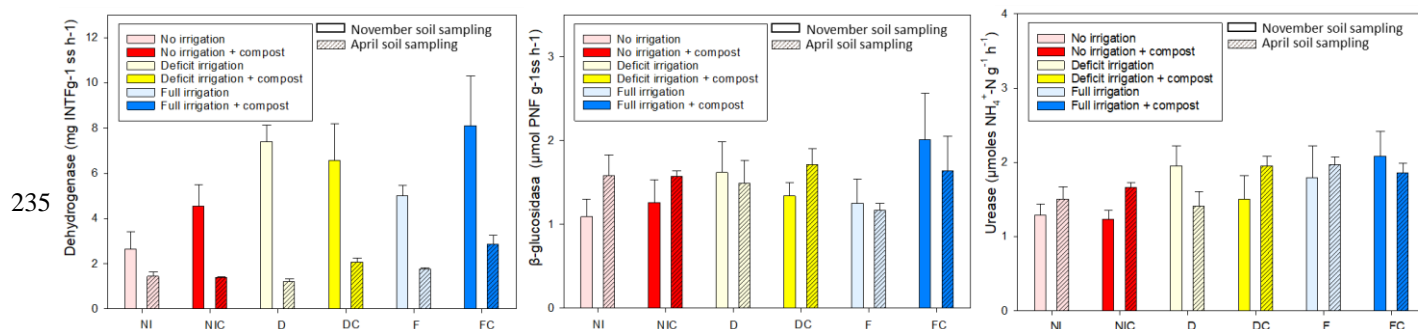 235
Dehydrogenase (mg INTFg-1 ss h-1)
12
10
8
6
4
2
0
No irrigation
No irrigation + compost
Deficit irrigation
Deficit irrigation + compost
Full irrigation
Full irrigation + compost
November soil sampling
April soil sampling
NI NIC D DC F FC
β-glucosidasa (µmol PNF g-1ss h-1)
3
2
1
0
No irrigation
No irrigation + compost
Deficit irrigation
Deficit irrigation + compost
Full irrigation
Full irrigation + compost
November soil sampling
April soil sampling
NI NIC D DC F FC
Urease (µmoles NH4+-N g-1 h-1)
4
3
2
1
0
No irrigation
No irrigation + compost
Deficit irrigation
Deficit irrigation + compost
Full irrigation
Full irrigation + compost
November soil sampling
April soil sampling
NI NIC D DC F FC